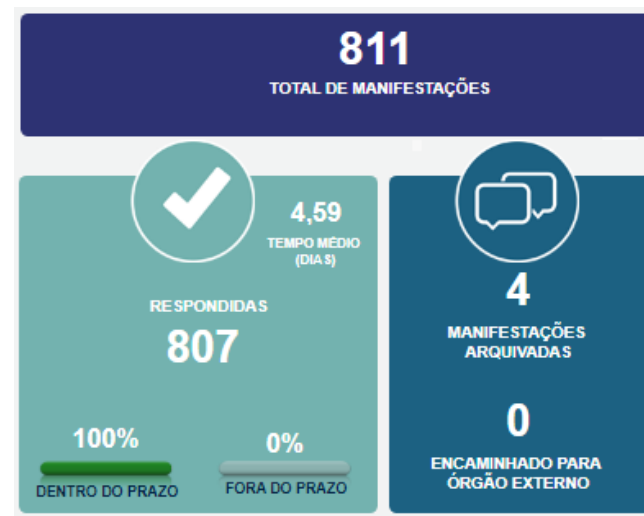 811
TOTAL DE MANIFESTAÇÕES
4,59
TEMPO MÉDIO
(DIAS)
RESPONDIDAS
807
100%
DENTRO DO PRAZO
0%
FORA DO PRAZO
4
MANIFESTAÇÕES
ARQUIVADAS
0
ENCAMINHADO PARA
ÓRGÃO EXTERNO